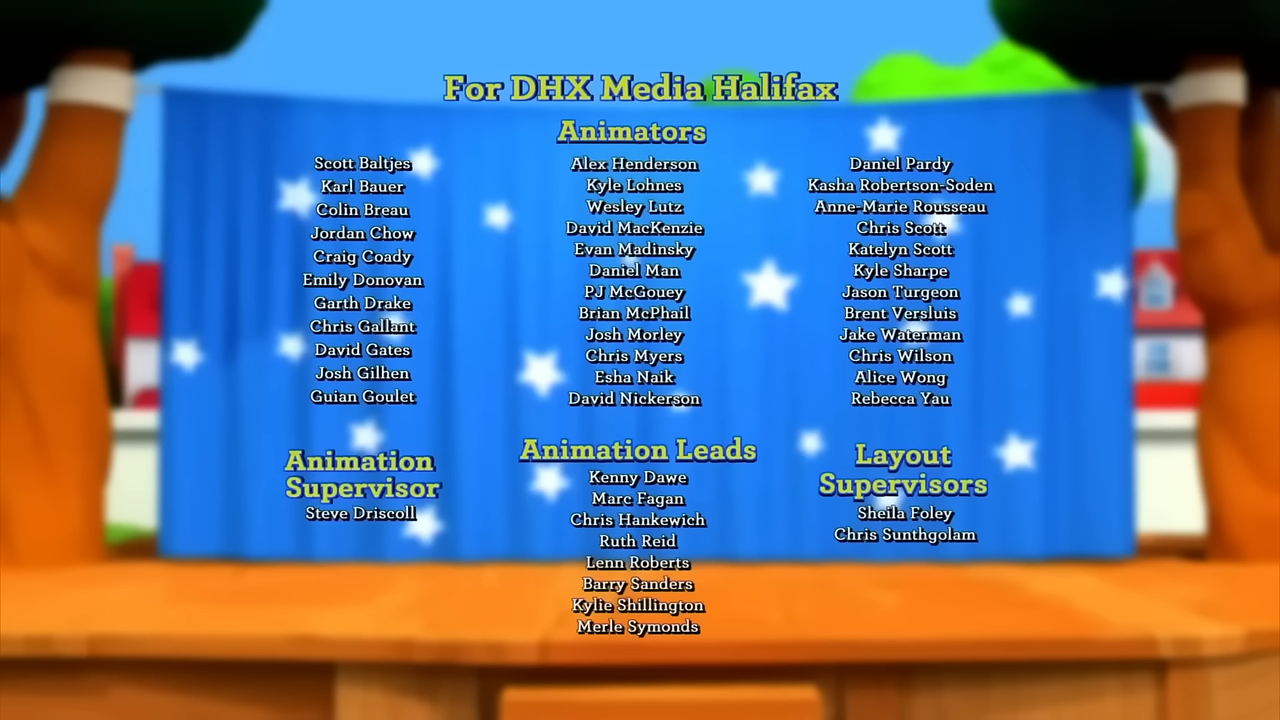 For DHX Media Halifax
Animators
Scott Baltjes
Karl Bauer
Colin Breau
Jordan Chow
Craig Coady
Emily Donovan
Garth Drake
Chris Gallant
David Gates
Josh Gilhen
Guian Goulet
Alex Henderson
Kyle Lohnes
Wesley Lutz
David MacKenzie
Evan Madinsky
Daniel Man
PJ McGouey
Brian McPhail
Josh Morley
Chris Myers
Esha Naik
David Nickerson
Daniel Pardy
Kasha Robertson-Soden
Anne-Marie Rousseau
Chris Scott
Katelyn Scott
Kyle Sharpe
Jason Turgeon
Brent Versluis
Jake Waterman
Chris Wilson
Alice Wong
Rebecca Yau
Animation
Supervisor
Steve Driscoll
Animation Leads
Kenny Dawe
Marc Fagan
Chris Hankewich
Ruth Reid
Lenn Roberts
Barry Sanders
Kylie Shillington
Merle Symonds
Layout
Supervisors
Sheila Foley
Chris Sunthgolam